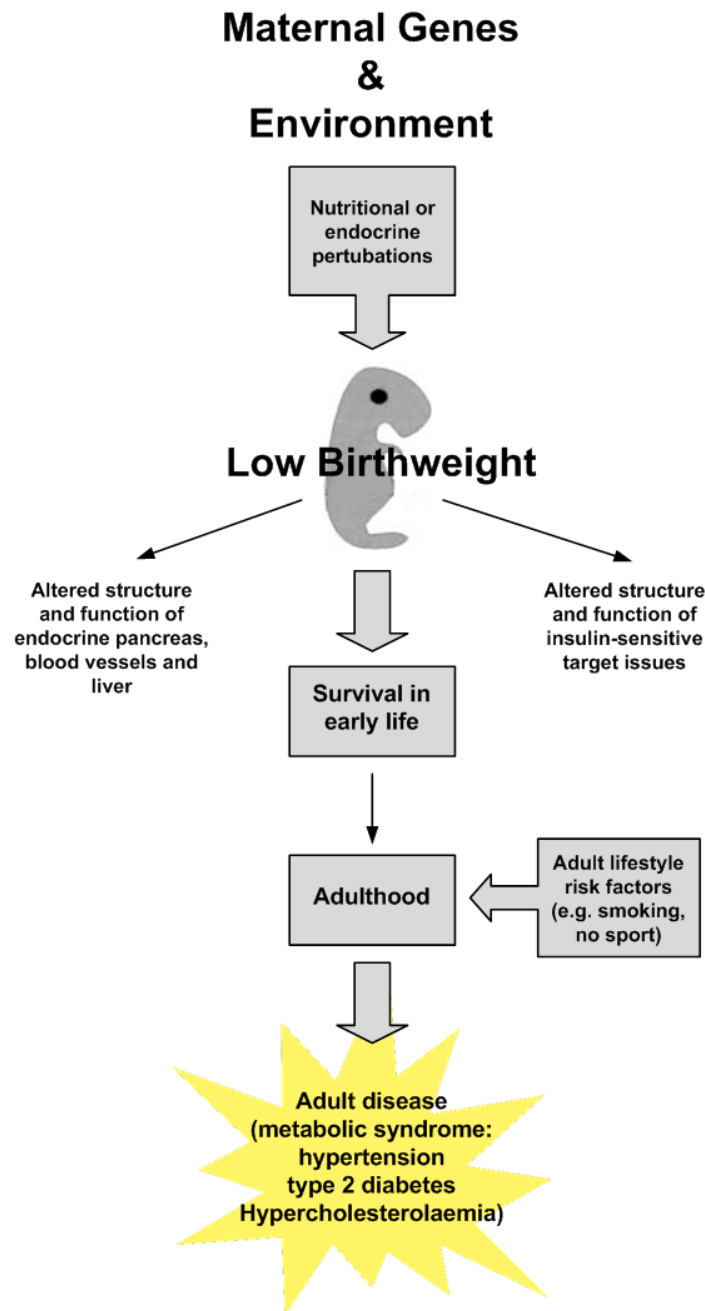 Maternal Genes
&
Environment
Nutritional or
endocrine
pertubations
Low Birthweight
Altered structure
and function of
endocrine pancreas,
blood vessels and
liver
Altered structure
and function of
insulin-sensitive
target issues
Survival in
early life
Adulthood
Adult lifestyle
risk factors
(e.g. smoking,
no sport)
Adult disease
(metabolic syndrome:
hypertension
type 2 diabetes
Hypercholesterolaemia)